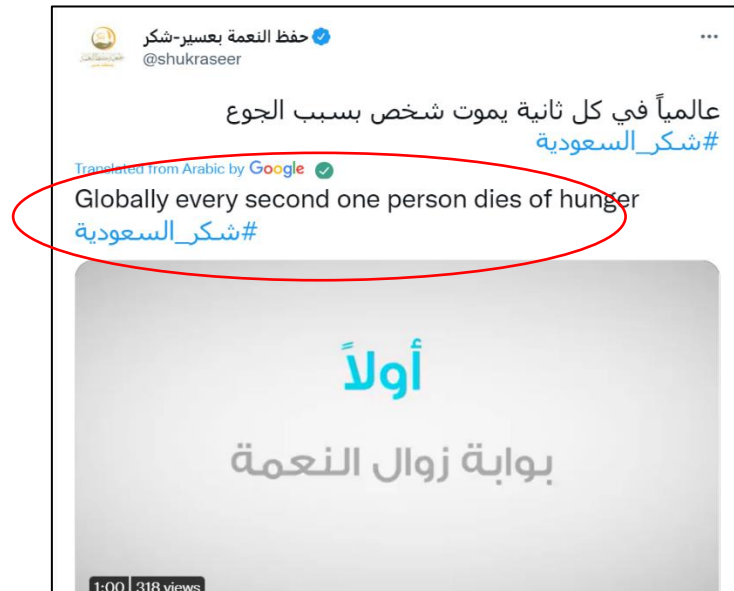 حفظ النعمة بعسير-شكر
@shukraseer
عالمياً في كل ثانية يموت شخص بسبب الجوع
#شكر_السعودية
Translated from Arabic by Google
Globally every second one person dies of hunger
#شكر_السعودية
أولاً
بوابة زوال النعمة
1:00 318 views